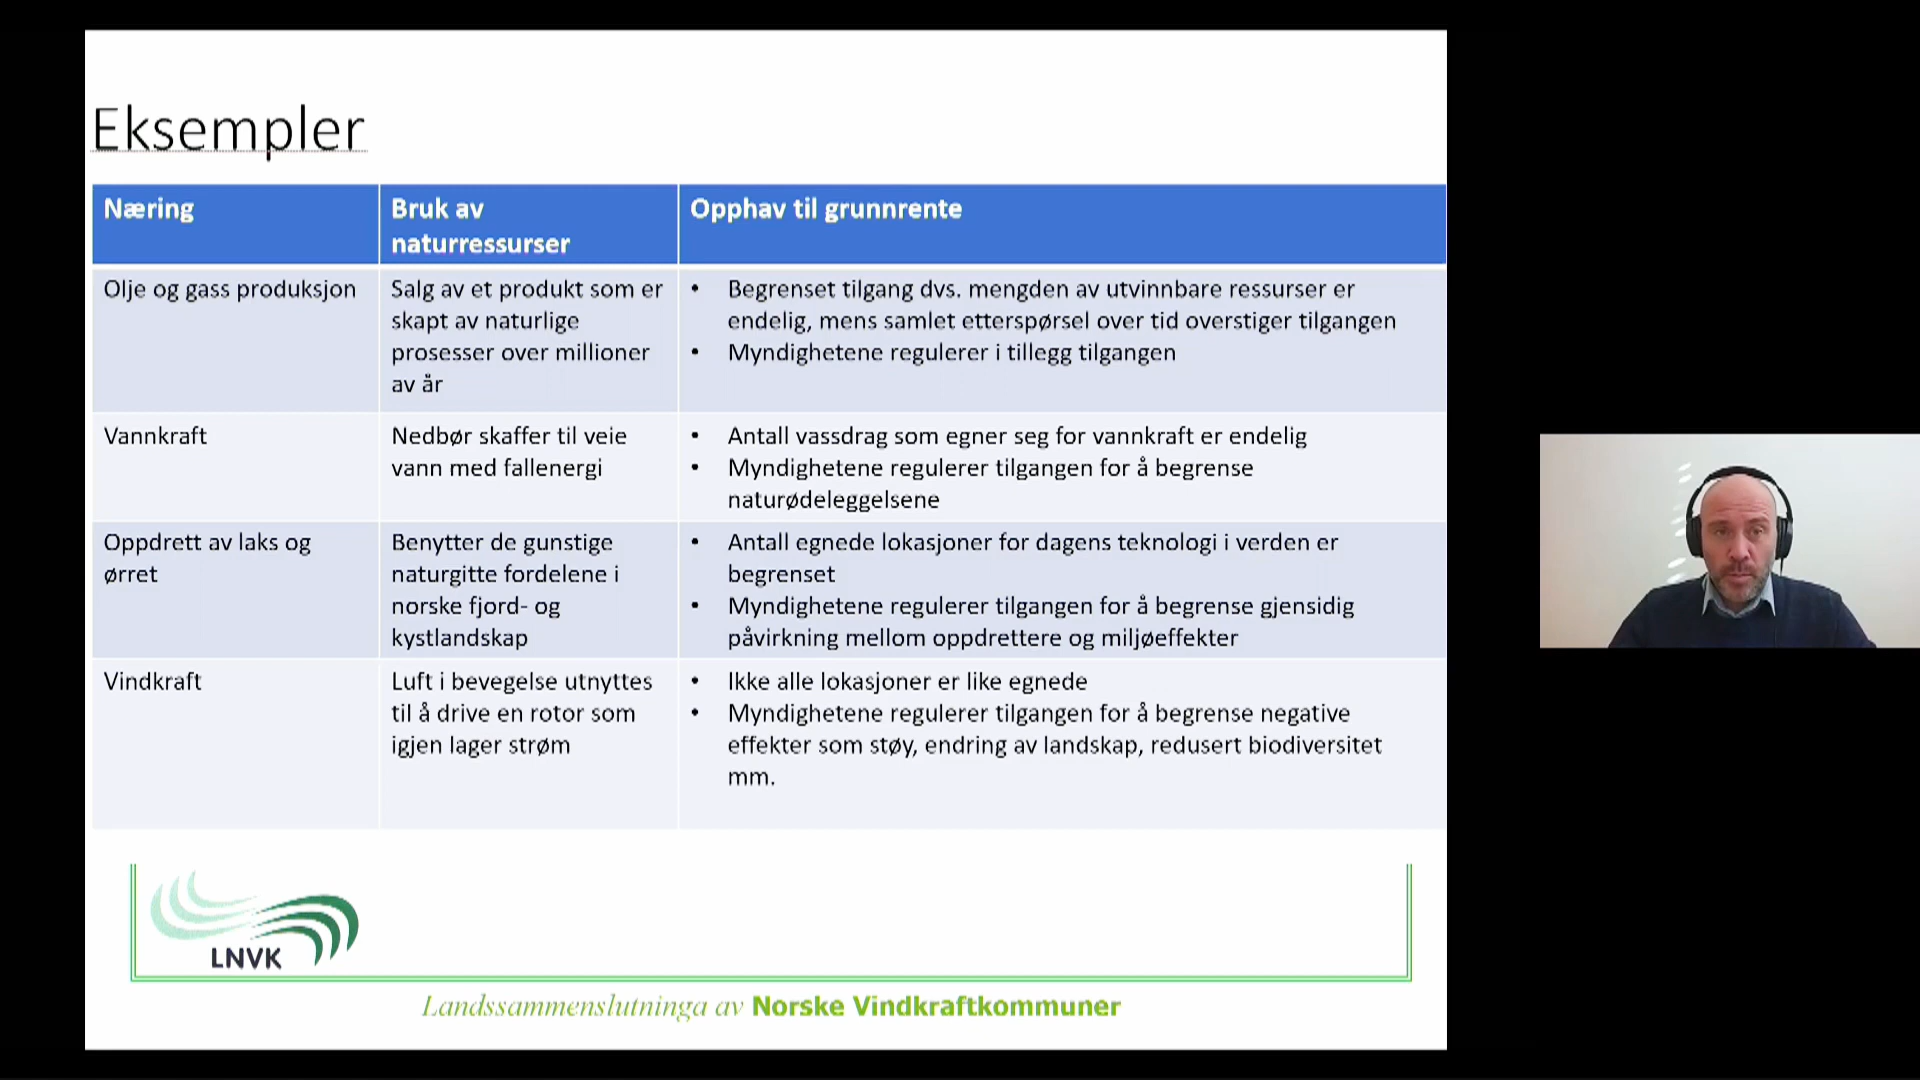 Eksempler
Næring
Bruk av
naturressurser
Opphav til grunnrente
Olje og gass produksjon
Salg av et produkt som er
skapt av naturlige
prosesser over millioner
av år
• Begrenset tilgang dvs. mengden av utvinnbare ressurser er
endelig, mens samlet etterspørsel over tid overstiger tilgangen
• Myndighetene regulerer i tillegg tilgangen
Vannkraft
Nedbør skaffer til veie
vann med fallenergi
• Antall vassdrag som egner seg for vannkraft er endelig
• Myndighetene regulerer tilgangen for å begrense
naturødeleggelsene
Oppdrett av laks og
ørret
Benytter de gunstige
naturgitte fordelene i
norske fjord- og
kystlandskap
• Antall egnede lokasjoner for dagens teknologi i verden er
begrenset
• Myndighetene regulerer tilgangen for å begrense gjensidig
påvirkning mellom oppdrettere og miljøeffekter
Vindkraft
Luft i bevegelse utnyttes
til å drive en rotor som
igjen lager strøm
• Ikke alle lokasjoner er like egnede
• Myndighetene regulerer tilgangen for å begrense negative
effekter som støy, endring av landskap, redusert biodiversitet
mm.
LNVK
Landssammenslutninga av Norske Vindkraftkommuner